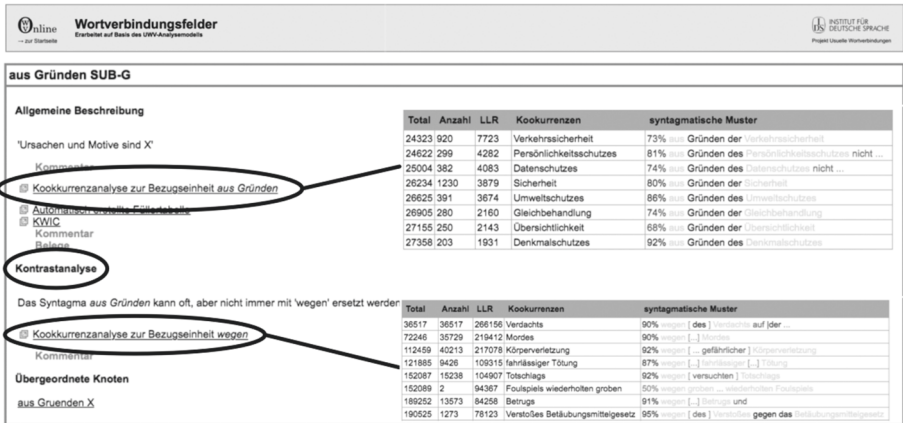 Online
→ zur Startseite
Wortverbindungsfelder
Erarbeitet auf Basis des UWV-Analysemodells
INSTITUT FÜR
DEUTSCHE SPRACHE
Projekt Usuelle Wortverbindungen
aus Gründen SUB-G
Allgemeine Beschreibung
'Ursachen und Motive sind X'
Kommentar
Kookkurrenzanalyse zur Bezugseinheit aus Gründen
Automatisch erstellte Füllertabelle
KWIC
Kommentar
Belege
Total Anzahl LLR Kookurrenzen syntagmatische Muster
24323 920 7723 Verkehrssicherheit 73% aus Gründen der Verkehrssicherheit
24622 299 4282 Persönlichkeitsschutzes 81% aus Gründen des Persönlichkeitsschutzes nicht ...
25004 382 4083 Datenschutzes 74% aus Gründen des Datenschutzes nicht ...
26234 1230 3879 Sicherheit 80% aus Gründen der Sicherheit
26625 391 3674 Umweltschutzes 86% aus Gründen des Umweltschutzes
26905 280 2160 Gleichbehandlung 74% aus Gründen der Gleichbehandlung
27155 250 2143 Übersichtlichkeit 68% aus Gründen der Übersichtlichkeit
27358 203 1931 Denkmalschutzes 92% aus Gründen des Denkmalschutzes
Kontrastanalyse
Das Syntagma aus Gründen kann oft, aber nicht immer mit 'wegen' ersetzt werden
Kookkurrenzanalyse zur Bezugseinheit wegen
Kommentar
Übergeordnete Knoten
aus Gruenden X
Total Anzahl LLR Kookurrenzen syntagmatische Muster
36517 36517 266156 Verdachts 90% wegen [ des ] Verdachts auf |der ...
72246 35729 219412 Mordes 90% wegen [...] Mordes
112459 40213 217078 Körperverletzung 92% wegen [ ... gefährlicher ] Körperverletzung
121885 9426 109315 fahrlässiger Tötung 87% wegen [...] fahrlässiger [...] Tötung
152087 15238 104907 Totschlags 92% wegen [ versuchten ] Totschlags
152089 2 94367 Foulspiels wiederholten groben 50% wegen groben ... wiederholten Foulspiels
189252 13573 84258 Betrugs 91% wegen [...] Betrugs und
190525 1273 78123 Verstoßes Betäubungsmittelgesetz 95% wegen [ des ] Verstoßes gegen das Betäubungsmittelgesetz